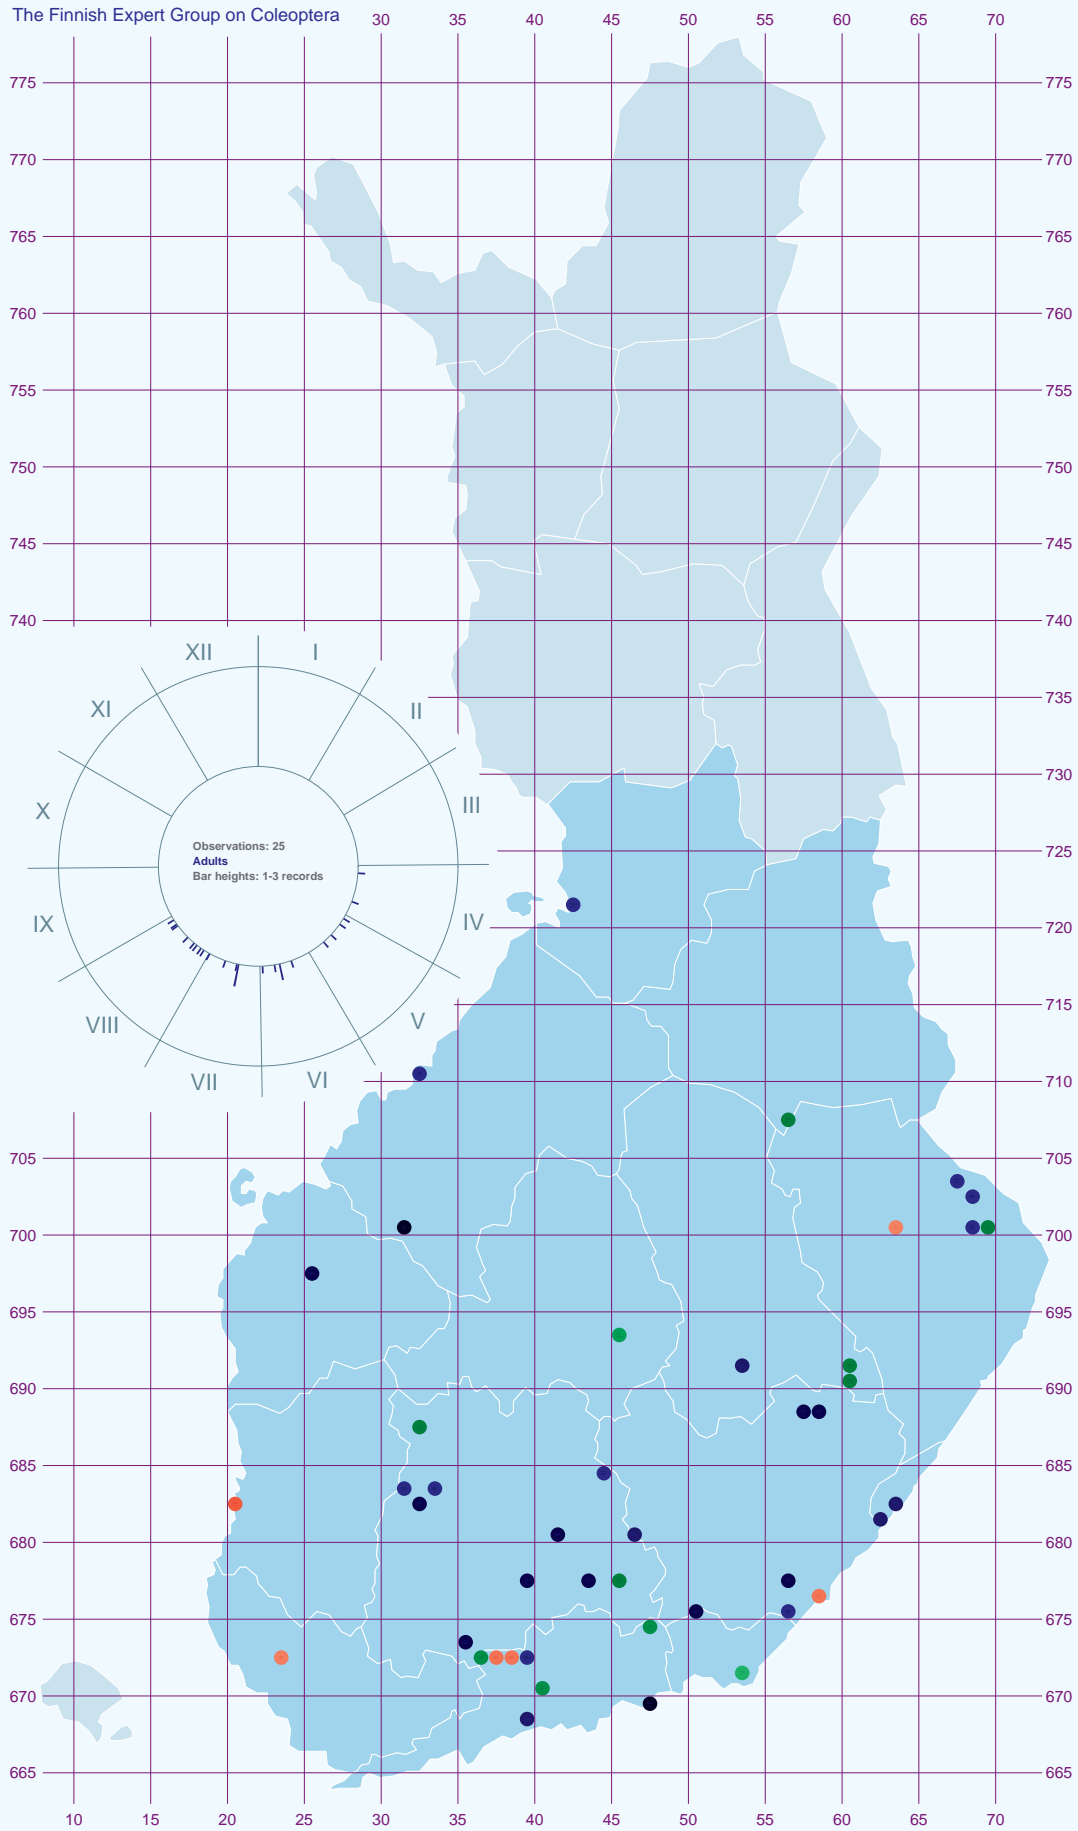 The Finnish Expert Group on Coleoptera
30 35 40 45 50 55 60 65 70
775 775
770 770
765 765
760 760
755 755
750 750
745 745
740 740
735
730
725
720
715
710
705 705
700 700
695 695
690 690
685 685
680 680
675 675
670 670
665 665
10 15 20 25 30 35 40 45 50 55 60 65 70
XII I
XI II
X III
IX IV
VIII V
VII VI
Observations: 25
Adults
Bar heights: 1-3 records